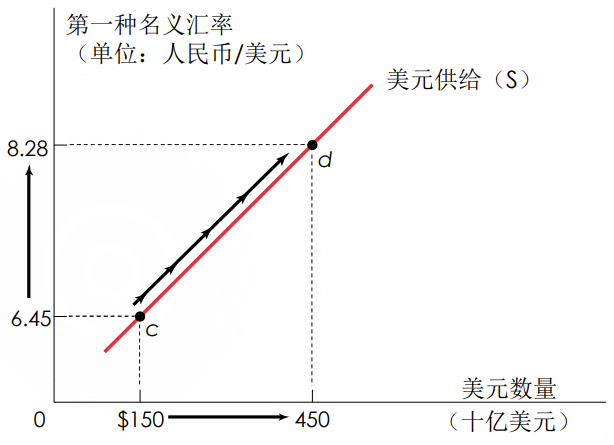 第一种名义汇率
（单位：人民币/美元）
美元供给（S）
8.28
d
6.45
c
美元数量
0
$150
450
（十亿美元）